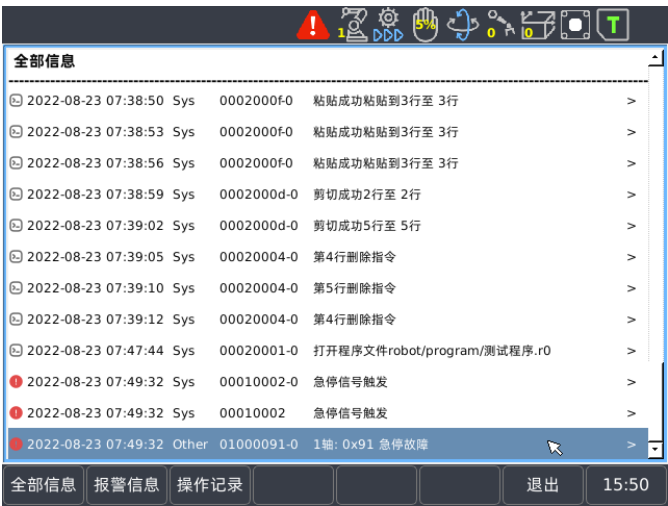 1 DDD 5% 0 0 T
全部信息
2022-08-23 07:38:50 Sys 0002000f-0 粘贴成功粘贴到3行至 3行 >
2022-08-23 07:38:53 Sys 0002000f-0 粘贴成功粘贴到3行至 3行 >
2022-08-23 07:38:56 Sys 0002000f-0 粘贴成功粘贴到3行至 3行 >
2022-08-23 07:38:59 Sys 0002000d-0 剪切成功2行至 2行 >
2022-08-23 07:39:02 Sys 0002000d-0 剪切成功5行至 5行 >
2022-08-23 07:39:05 Sys 00020004-0 第4行删除指令 >
2022-08-23 07:39:10 Sys 00020004-0 第5行删除指令 >
2022-08-23 07:39:12 Sys 00020004-0 第4行删除指令 >
2022-08-23 07:47:44 Sys 00020001-0 打开程序文件robot/program/测试程序.r0 >
2022-08-23 07:49:32 Sys 00010002-0 急停信号触发 >
2022-08-23 07:49:32 Sys 00010002 急停信号触发 >
2022-08-23 07:49:32 Other 01000091-0 1轴: 0x91 急停故障 >
全部信息 报警信息 操作记录 退出 15:50